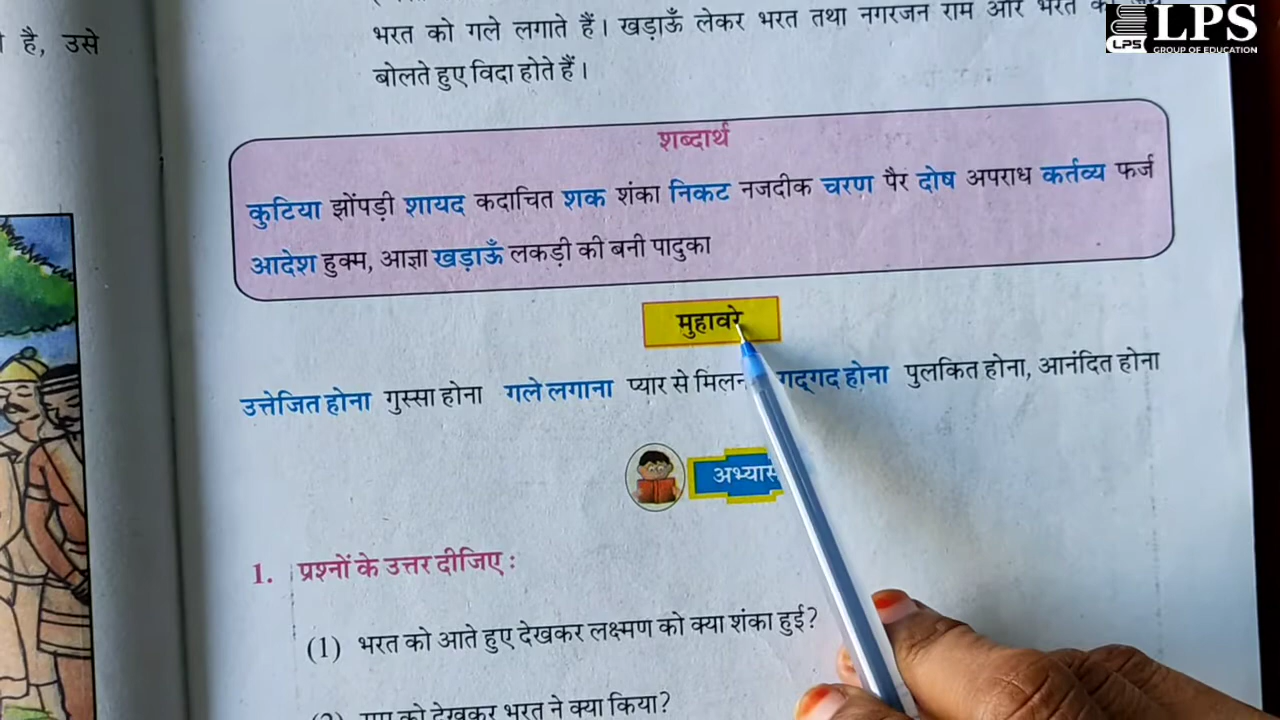 है, उसे
भरत को गले लगाते हैं। खड़ाऊँ लेकर भरत तथा नगरजन राम और भरत
बोलते हुए विदा होते हैं।
LPS
LPS
GROUP OF EDUCATION
शब्दार्थ
कुटिया झोंपड़ी शायद कदाचित शक शंका निकट नजदीक चरण पैर दोष अपराध कर्तव्य फर्ज
आदेश हुक्म, आज्ञा खड़ाऊँ लकड़ी की बनी पादुका
मुहावरे
उत्तेजित होना गुस्सा होना गले लगाना प्यार से मिलन गद्गद होना पुलकित होना, आनंदित होना
अभ्यास
1. प्रश्नों के उत्तर दीजिए :
(1) भरत को आते हुए देखकर लक्ष्मण को क्या शंका हुई?
को देखकर भरत ने क्या किया?